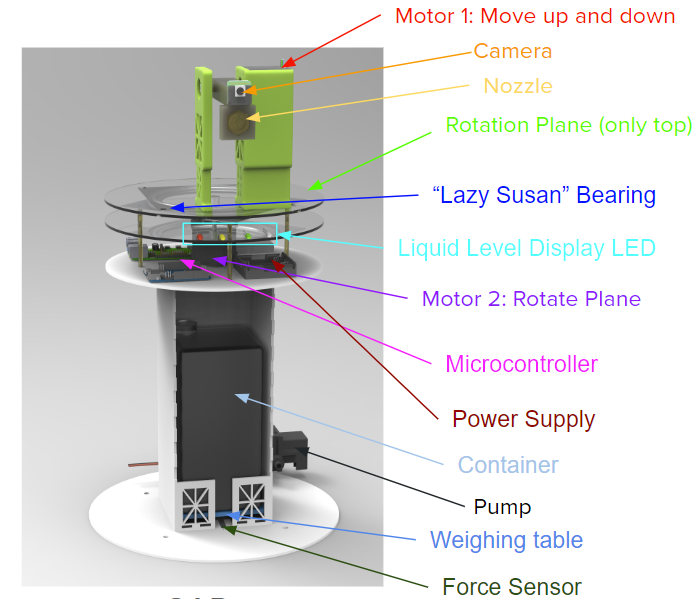 Motor 1: Move up and down
Camera
Nozzle
Rotation Plane (only top)
“Lazy Susan” Bearing
Liquid Level Display LED
Motor 2: Rotate Plane
Microcontroller
Power Supply
Container
Pump
Weighing table
Force Sensor